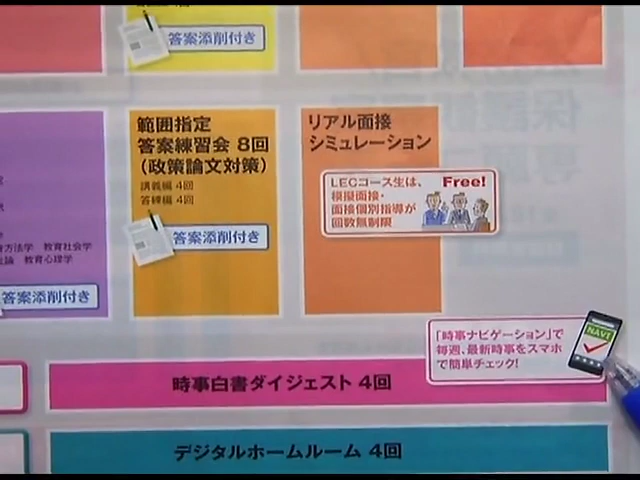 答案添削付き
範囲指定
答案練習会 8回
(政策論文対策)
講義編 4回
答練編 4回
答案添削付き
リアル面接
シミュレーション
LECコース生は、
Free!
模擬面接・
面接個別指導が
回数無制限
方法学 教育社会学
論 教育心理学
答案添削付き
「時事ナビゲーション」で
毎週、最新時事をスマホ
で簡単チェック!
NAVI
時事白書ダイジェスト 4回
デジタルホームルーム 4回